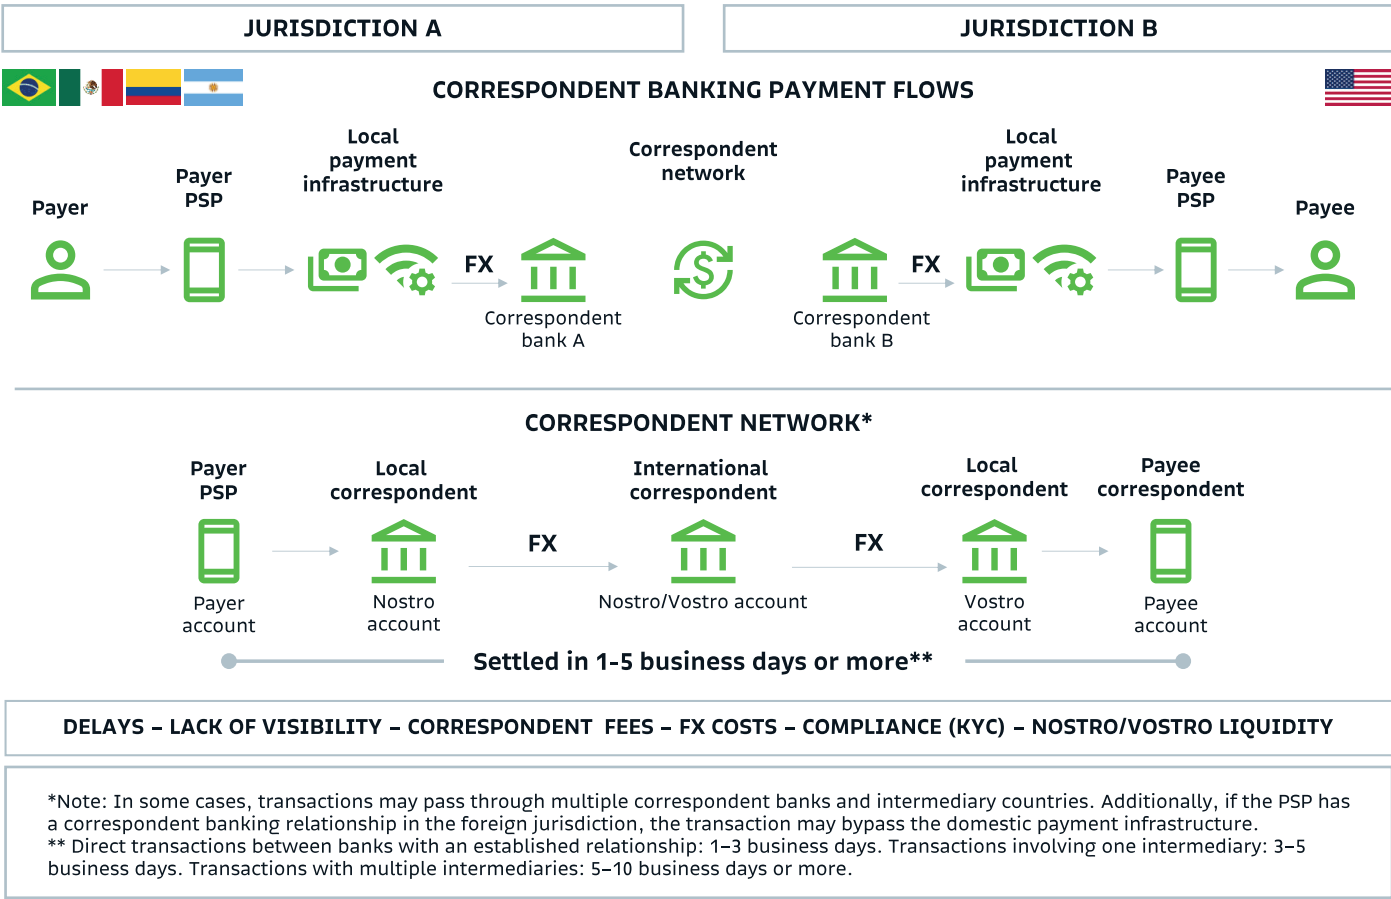 JURISDICTION A
JURISDICTION B
CORRESPONDENT BANKING PAYMENT FLOWS
Payer
Payer
PSP
Local
payment
infrastructure
FX
Correspondent
bank A
Correspondent
network
Correspondent
bank B
FX
Local
payment
infrastructure
Payee
PSP
Payee
CORRESPONDENT NETWORK*
Payer
PSP
Payer
account
Local
correspondent
Nostro
account
FX
International
correspondent
Nostro/Vostro account
FX
Local
correspondent
Vostro
account
Payee
correspondent
Payee
account
Settled in 1-5 business days or more**
DELAYS – LACK OF VISIBILITY – CORRESPONDENT  FEES – FX COSTS – COMPLIANCE (KYC) – NOSTRO/VOSTRO LIQUIDITY
*Note: In some cases, transactions may pass through multiple correspondent banks and intermediary countries. Additionally, if the PSP has
a correspondent banking relationship in the foreign jurisdiction, the transaction may bypass the domestic payment infrastructure.
** Direct transactions between banks with an established relationship: 1–3 business days. Transactions involving one intermediary: 3–5
business days. Transactions with multiple intermediaries: 5–10 business days or more.